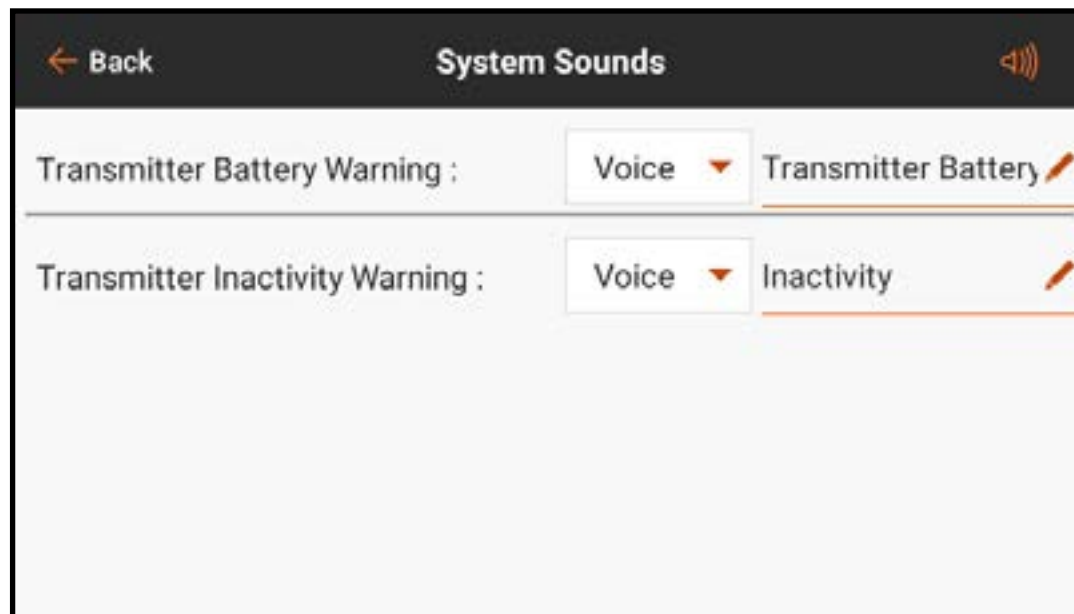 Back
System Sounds
Transmitter Battery Warning :
Voice
Transmitter Battery
Transmitter Inactivity Warning :
Voice
Inactivity